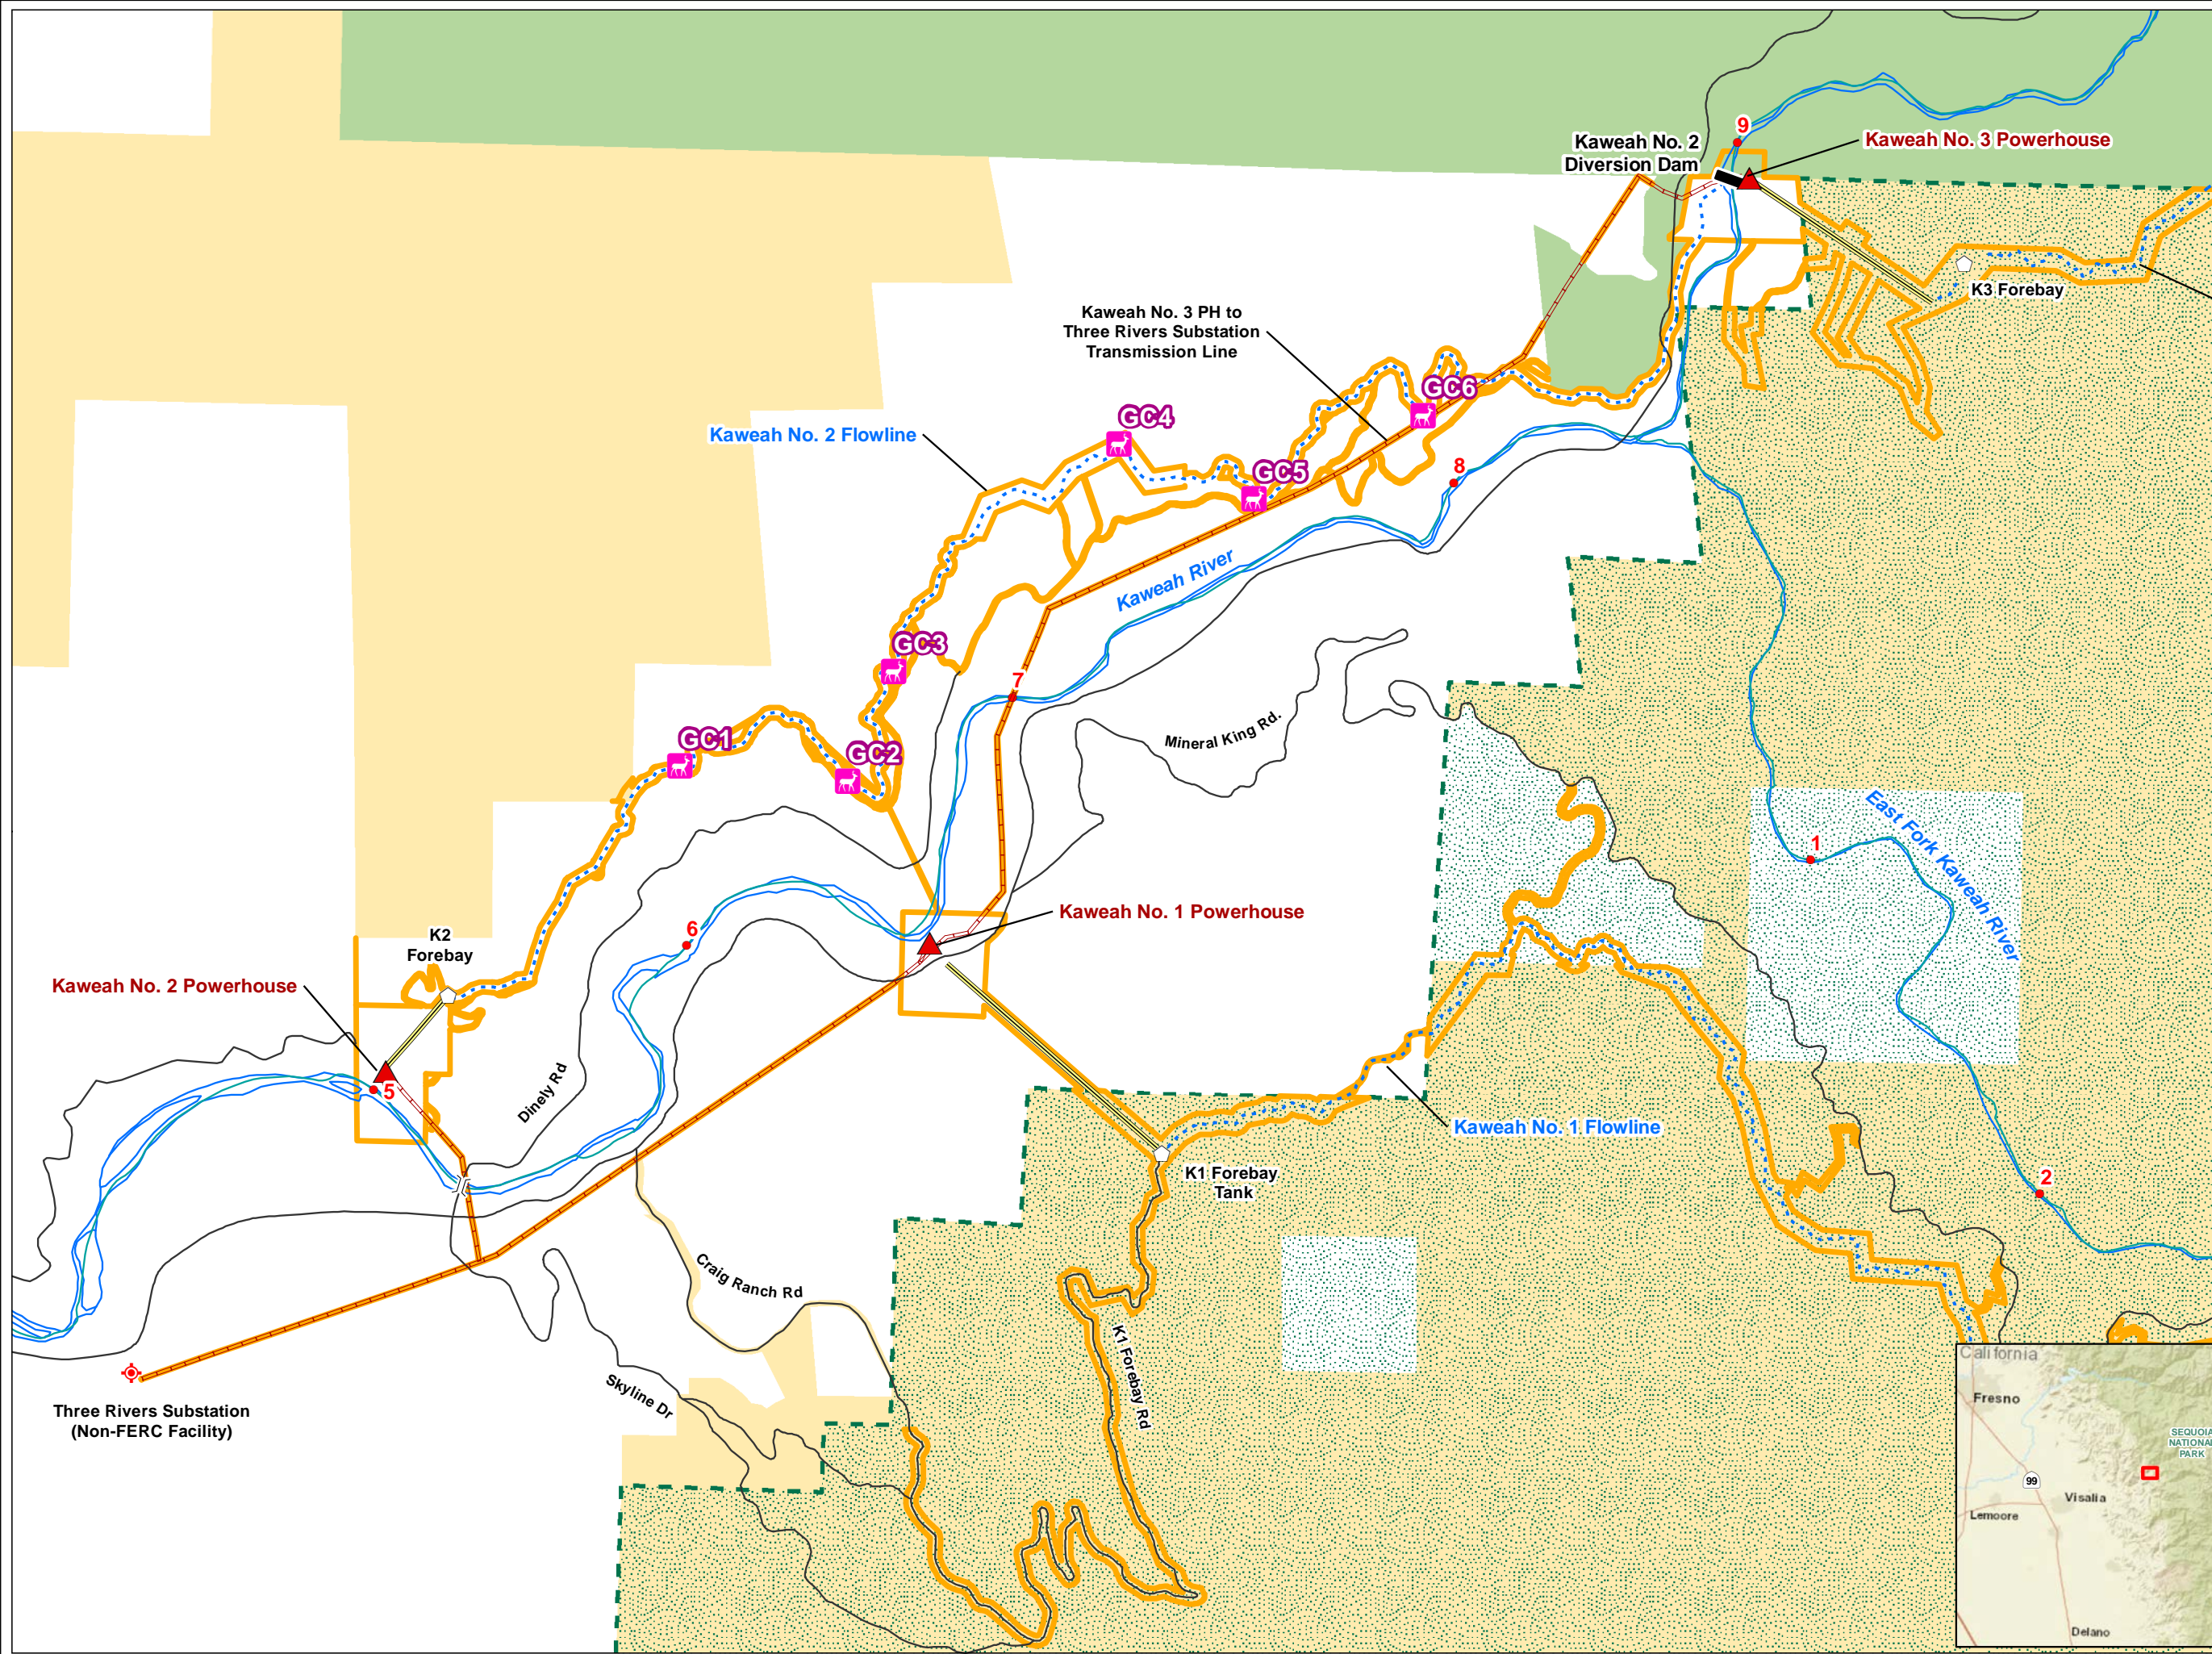 9
Kaweah No. 2
Diversion Dam
Kaweah No. 3 Powerhouse
K3 Forebay
Kaweah No. 3 PH to
Three Rivers Substation
Transmission Line
GC6
GC4
Kaweah No. 2 Flowline
GC5
8
Kaweah River
GC3
7
Mineral King Rd.
GC1
GC2
East Fork Kaweah River
1
Kaweah No. 1 Powerhouse
6
K2
Forebay
Kaweah No. 2 Powerhouse
5
Dinely Rd
Kaweah No. 1 Flowline
K1 Forebay
Tank
2
Craig Ranch Rd
K1 Forebay Rd
Skyline Dr
Three Rivers Substation
(Non-FERC Facility)
California
Fresno
SEQUOIA
NATIONAL
PARK
99
Visalia
Lemoore
Delano